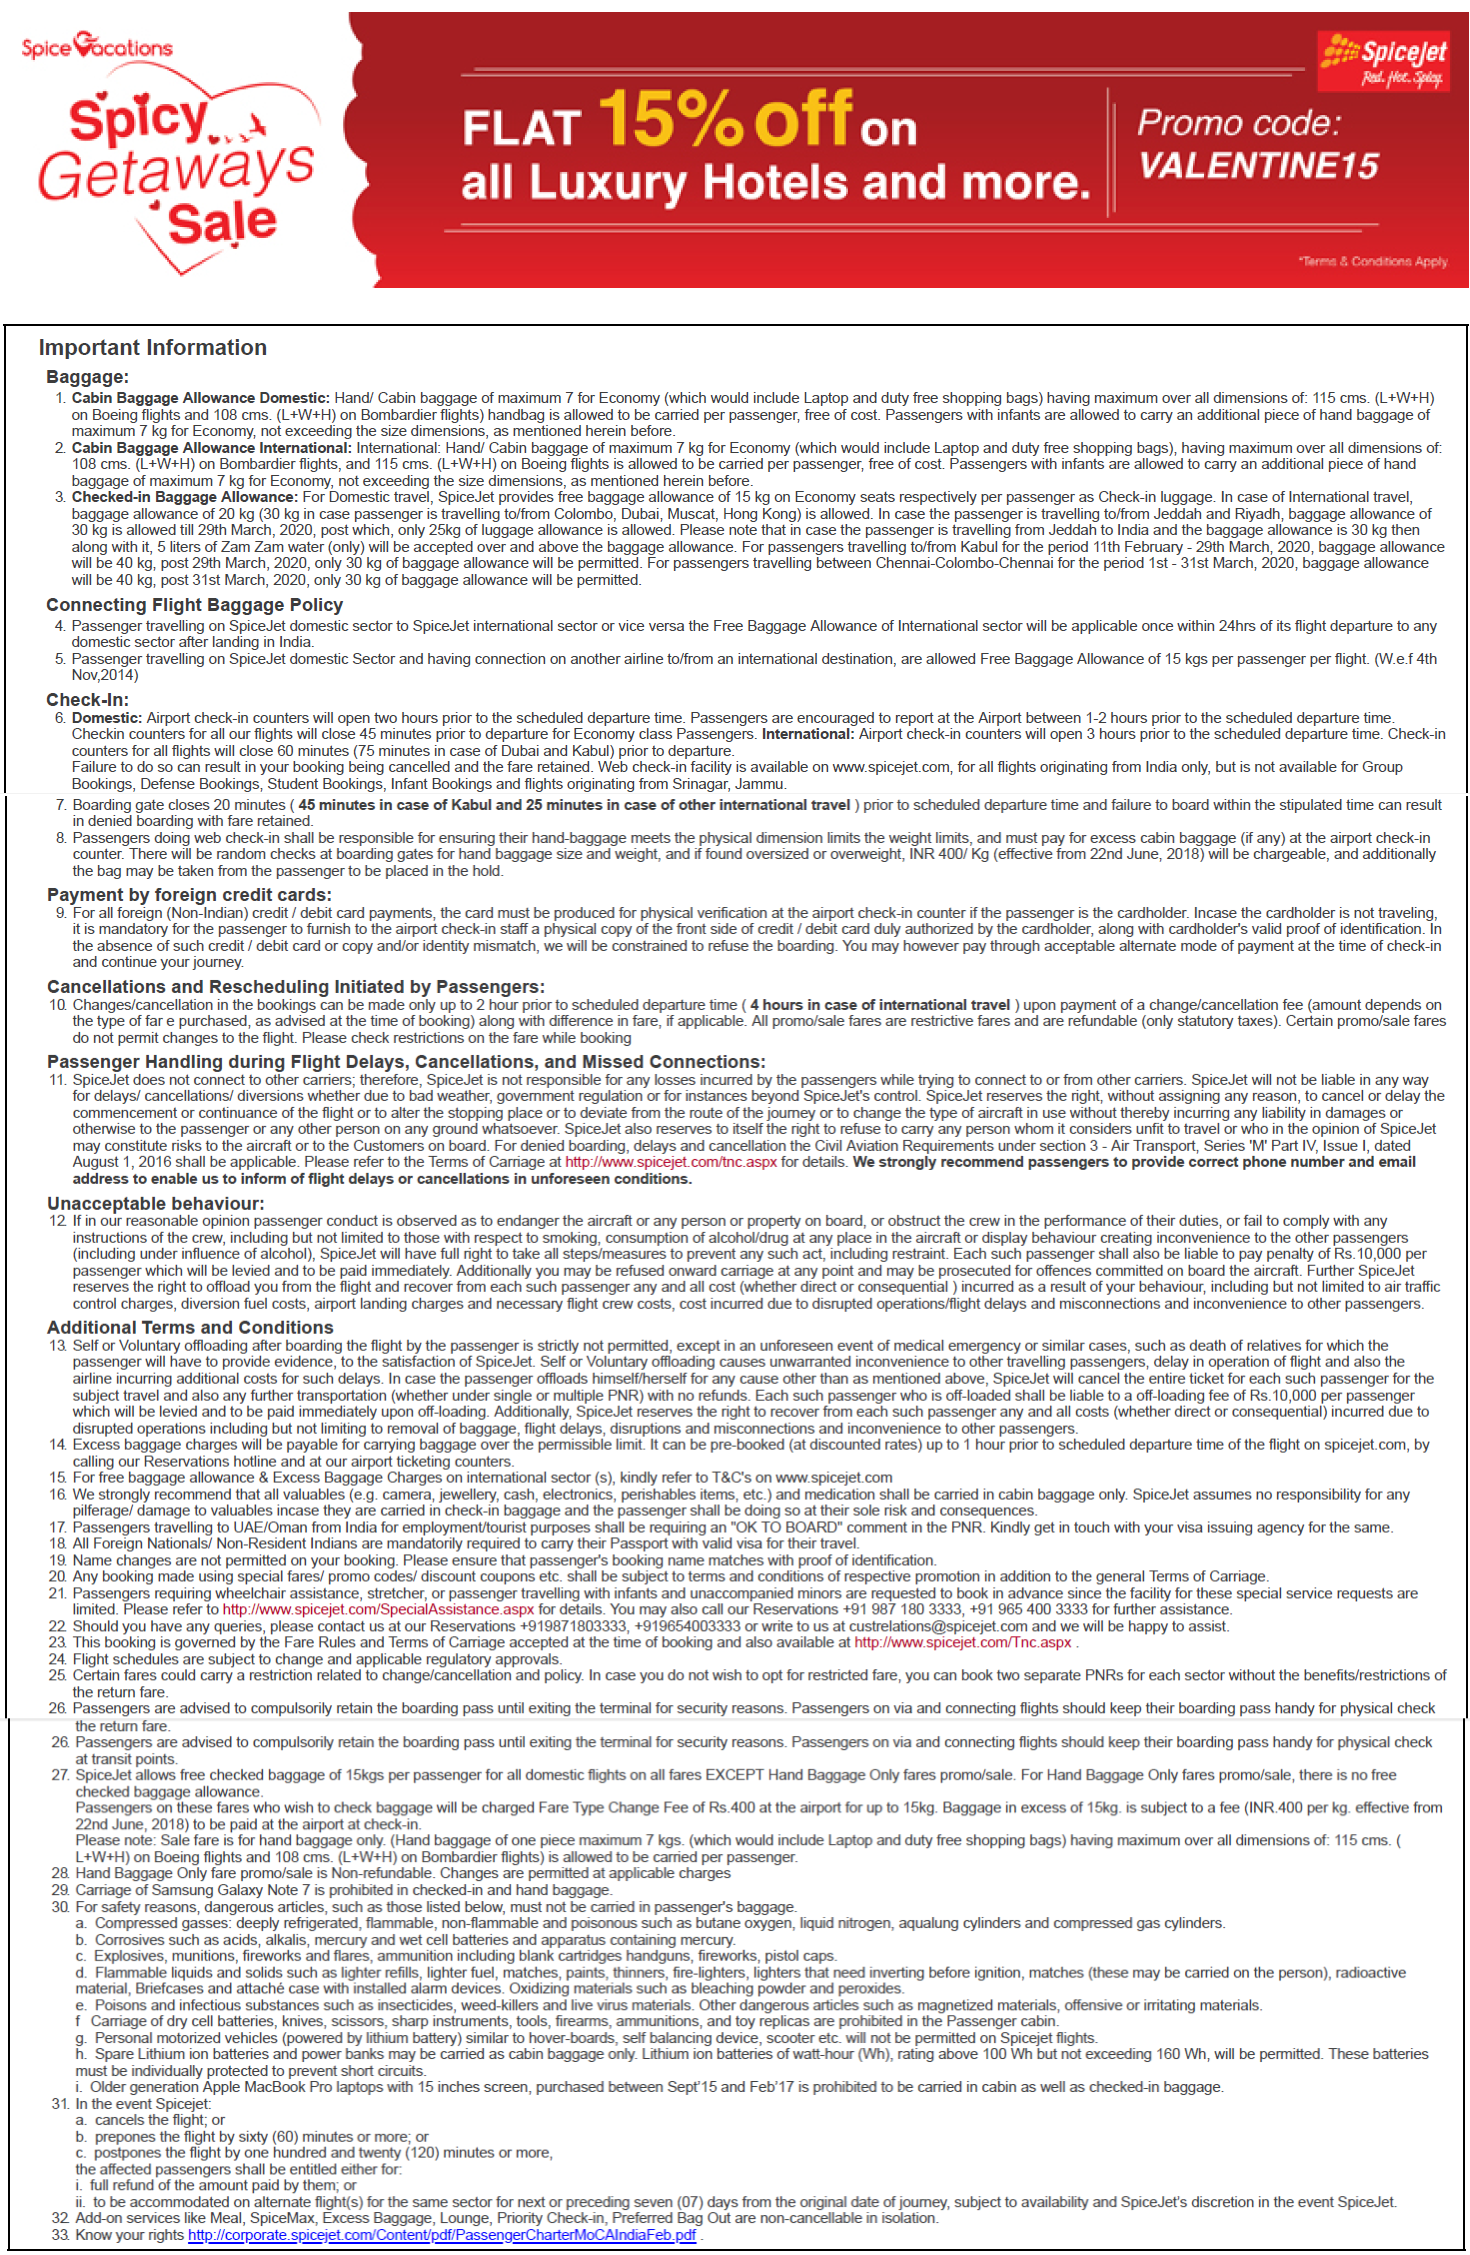 SpiceVacations
Spicy
Getaways
Sale
FLAT 15% off on
all Luxury Hotels and more.
Promo code:
VALENTINE15
SpiceJet
Red. Hot. Spicy.
*Terms & Conditions Apply
Important Information
Baggage:
1. Cabin Baggage Allowance Domestic: Hand/ Cabin baggage of maximum 7 for Economy (which would include Laptop and duty free shopping bags) having maximum over all dimensions of: 115 cms. (L+W+H)
on Boeing flights and 108 cms. (L+W+H) on Bombardier flights) handbag is allowed to be carried per passenger, free of cost. Passengers with infants are allowed to carry an additional piece of hand baggage of
maximum 7 kg for Economy, not exceeding the size dimensions, as mentioned herein before.
2. Cabin Baggage Allowance International: International: Hand/ Cabin baggage of maximum 7 kg for Economy (which would include Laptop and duty free shopping bags), having maximum over all dimensions of:
108 cms. (L+W+H) on Bombardier flights, and 115 cms. (L+W+H) on Boeing flights is allowed to be carried per passenger, free of cost. Passengers with infants are allowed to carry an additional piece of hand
baggage of maximum 7 kg for Economy, not exceeding the size dimensions, as mentioned herein before.
3. Checked-in Baggage Allowance: For Domestic travel, SpiceJet provides free baggage allowance of 15 kg on Economy seats respectively per passenger as Check-in luggage. In case of International travel,
baggage allowance of 20 kg (30 kg in case passenger is travelling to/from Colombo, Dubai, Muscat, Hong Kong) is allowed. In case the passenger is travelling to/from Jeddah and Riyadh, baggage allowance of
30 kg is allowed till 29th March, 2020, post which, only 25kg of luggage allowance is allowed. Please note that in case the passenger is travelling from Jeddah to India and the baggage allowance is 30 kg then
along with it, 5 liters of Zam Zam water (only) will be accepted over and above the baggage allowance. For passengers travelling to/from Kabul for the period 11th February - 29th March, 2020, baggage allowance
will be 40 kg, post 29th March, 2020, only 30 kg of baggage allowance will be permitted. For passengers travelling between Chennai-Colombo-Chennai for the period 1st - 31st March, 2020, baggage allowance
will be 40 kg, post 31st March, 2020, only 30 kg of baggage allowance will be permitted.
Connecting Flight Baggage Policy
4. Passenger travelling on SpiceJet domestic sector to SpiceJet international sector or vice versa the Free Baggage Allowance of International sector will be applicable once within 24hrs of its flight departure to any
domestic sector after landing in India.
5. Passenger travelling on SpiceJet domestic Sector and having connection on another airline to/from an international destination, are allowed Free Baggage Allowance of 15 kgs per passenger per flight. (W.e.f 4th
Nov,2014)
Check-In:
6. Domestic: Airport check-in counters will open two hours prior to the scheduled departure time. Passengers are encouraged to report at the Airport between 1-2 hours prior to the scheduled departure time.
Checkin counters for all our flights will close 45 minutes prior to departure for Economy class Passengers. International: Airport check-in counters will open 3 hours prior to the scheduled departure time. Check-in
counters for all flights will close 60 minutes (75 minutes in case of Dubai and Kabul) prior to departure.
Failure to do so can result in your booking being cancelled and the fare retained. Web check-in facility is available on www.spicejet.com, for all flights originating from India only, but is not available for Group
Bookings, Defense Bookings, Student Bookings, Infant Bookings and flights originating from Srinagar, Jammu.
7. Boarding gate closes 20 minutes ( 45 minutes in case of Kabul and 25 minutes in case of other international travel ) prior to scheduled departure time and failure to board within the stipulated time can result
in denied boarding with fare retained.
8. Passengers doing web check-in shall be responsible for ensuring their hand-baggage meets the physical dimension limits the weight limits, and must pay for excess cabin baggage (if any) at the airport check-in
counter. There will be random checks at boarding gates for hand baggage size and weight, and if found oversized or overweight, INR 400/ Kg (effective from 22nd June, 2018) will be chargeable, and additionally
the bag may be taken from the passenger to be placed in the hold.
Payment by foreign credit cards:
9. For all foreign (Non-Indian) credit / debit card payments, the card must be produced for physical verification at the airport check-in counter if the passenger is the cardholder. Incase the cardholder is not traveling,
it is mandatory for the passenger to furnish to the airport check-in staff a physical copy of the front side of credit / debit card duly authorized by the cardholder, along with cardholder's valid proof of identification. In
the absence of such credit / debit card or copy and/or identity mismatch, we will be constrained to refuse the boarding. You may however pay through acceptable alternate mode of payment at the time of check-in
and continue your journey.
Cancellations and Rescheduling Initiated by Passengers:
10. Changes/cancellation in the bookings can be made only up to 2 hour prior to scheduled departure time ( 4 hours in case of international travel ) upon payment of a change/cancellation fee (amount depends on
the type of far e purchased, as advised at the time of booking) along with difference in fare, if applicable. All promo/sale fares are restrictive fares and are refundable (only statutory taxes). Certain promo/sale fares
do not permit changes to the flight. Please check restrictions on the fare while booking
Passenger Handling during Flight Delays, Cancellations, and Missed Connections:
11. SpiceJet does not connect to other carriers; therefore, SpiceJet is not responsible for any losses incurred by the passengers while trying to connect to or from other carriers. SpiceJet will not be liable in any way
for delays/ cancellations/ diversions whether due to bad weather, government regulation or for instances beyond SpiceJet's control. SpiceJet reserves the right, without assigning any reason, to cancel or delay the
commencement or continuance of the flight or to alter the stopping place or to deviate from the route of the journey or to change the type of aircraft in use without thereby incurring any liability in damages or
otherwise to the passenger or any other person on any ground whatsoever. SpiceJet also reserves to itself the right to refuse to carry any person whom it considers unfit to travel or who in the opinion of SpiceJet
may constitute risks to the aircraft or to the Customers on board. For denied boarding, delays and cancellation the Civil Aviation Requirements under section 3 - Air Transport, Series 'M' Part IV, Issue I, dated
August 1, 2016 shall be applicable. Please refer to the Terms of Carriage at http://www.spicejet.com/tnc.aspx for details. We strongly recommend passengers to provide correct phone number and email
address to enable us to inform of flight delays or cancellations in unforeseen conditions.
Unacceptable behaviour:
12. If in our reasonable opinion passenger conduct is observed as to endanger the aircraft or any person or property on board, or obstruct the crew in the performance of their duties, or fail to comply with any
instructions of the crew, including but not limited to those with respect to smoking, consumption of alcohol/drug at any place in the aircraft or display behaviour creating inconvenience to the other passengers
(including under influence of alcohol), SpiceJet will have full right to take all steps/measures to prevent any such act, including restraint. Each such passenger shall also be liable to pay penalty of Rs.10,000 per
passenger which will be levied and to be paid immediately. Additionally you may be refused onward carriage at any point and may be prosecuted for offences committed on board the aircraft. Further SpiceJet
reserves the right to offload you from the flight and recover from each such passenger any and all cost (whether direct or consequential ) incurred as a result of your behaviour, including but not limited to air traffic
control charges, diversion fuel costs, airport landing charges and necessary flight crew costs, cost incurred due to disrupted operations/flight delays and misconnections and inconvenience to other passengers.
Additional Terms and Conditions
13. Self or Voluntary offloading after boarding the flight by the passenger is strictly not permitted, except in an unforeseen event of medical emergency or similar cases, such as death of relatives for which the
passenger will have to provide evidence, to the satisfaction of SpiceJet. Self or Voluntary offloading causes unwarranted inconvenience to other travelling passengers, delay in operation of flight and also the
airline incurring additional costs for such delays. In case the passenger offloads himself/herself for any cause other than as mentioned above, SpiceJet will cancel the entire ticket for each such passenger for the
subject travel and also any further transportation (whether under single or multiple PNR) with no refunds. Each such passenger who is off-loaded shall be liable to a off-loading fee of Rs.10,000 per passenger
which will be levied and to be paid immediately upon off-loading. Additionally, SpiceJet reserves the right to recover from each such passenger any and all costs (whether direct or consequential) incurred due to
disrupted operations including but not limiting to removal of baggage, flight delays, disruptions and misconnections and inconvenience to other passengers.
14. Excess baggage charges will be payable for carrying baggage over the permissible limit. It can be pre-booked (at discounted rates) up to 1 hour prior to scheduled departure time of the flight on spicejet.com, by
calling our Reservations hotline and at our airport ticketing counters.
15. For free baggage allowance & Excess Baggage Charges on international sector (s), kindly refer to T&C's on www.spicejet.com
16. We strongly recommend that all valuables (e.g. camera, jewellery, cash, electronics, perishables items, etc.) and medication shall be carried in cabin baggage only. SpiceJet assumes no responsibility for any
pilferage/ damage to valuables incase they are carried in check-in baggage and the passenger shall be doing so at their sole risk and consequences.
17. Passengers travelling to UAE/Oman from India for employment/tourist purposes shall be requiring an "OK TO BOARD" comment in the PNR. Kindly get in touch with your visa issuing agency for the same.
18. All Foreign Nationals/ Non-Resident Indians are mandatorily required to carry their Passport with valid visa for their travel.
19. Name changes are not permitted on your booking. Please ensure that passenger's booking name matches with proof of identification.
20. Any booking made using special fares/ promo codes/ discount coupons etc. shall be subject to terms and conditions of respective promotion in addition to the general Terms of Carriage.
21. Passengers requiring wheelchair assistance, stretcher, or passenger travelling with infants and unaccompanied minors are requested to book in advance since the facility for these special service requests are
limited. Please refer to http://www.spicejet.com/SpecialAssistance.aspx for details. You may also call our Reservations +91 987 180 3333, +91 965 400 3333 for further assistance.
22. Should you have any queries, please contact us at our Reservations +919871803333, +919654003333 or write to us at custrelations@spicejet.com and we will be happy to assist.
23. This booking is governed by the Fare Rules and Terms of Carriage accepted at the time of booking and also available at http://www.spicejet.com/Tnc.aspx .
24. Flight schedules are subject to change and applicable regulatory approvals.
25. Certain fares could carry a restriction related to change/cancellation and policy. In case you do not wish to opt for restricted fare, you can book two separate PNRs for each sector without the benefits/restrictions of
the return fare.
26. Passengers are advised to compulsorily retain the boarding pass until exiting the terminal for security reasons. Passengers on via and connecting flights should keep their boarding pass handy for physical check
the return fare.
26. Passengers are advised to compulsorily retain the boarding pass until exiting the terminal for security reasons. Passengers on via and connecting flights should keep their boarding pass handy for physical check
at transit points.
27. SpiceJet allows free checked baggage of 15kgs per passenger for all domestic flights on all fares EXCEPT Hand Baggage Only fares promo/sale. For Hand Baggage Only fares promo/sale, there is no free
checked baggage allowance.
Passengers on these fares who wish to check baggage will be charged Fare Type Change Fee of Rs.400 at the airport for up to 15kg. Baggage in excess of 15kg. is subject to a fee (INR.400 per kg. effective from
22nd June, 2018) to be paid at the airport at check-in.
Please note: Sale fare is for hand baggage only. (Hand baggage of one piece maximum 7 kgs. (which would include Laptop and duty free shopping bags) having maximum over all dimensions of: 115 cms. (
L+W+H) on Boeing flights and 108 cms. (L+W+H) on Bombardier flights) is allowed to be carried per passenger.
28. Hand Baggage Only fare promo/sale is Non-refundable. Changes are permitted at applicable charges
29. Carriage of Samsung Galaxy Note 7 is prohibited in checked-in and hand baggage.
30. For safety reasons, dangerous articles, such as those listed below, must not be carried in passenger's baggage.
a. Compressed gasses: deeply refrigerated, flammable, non-flammable and poisonous such as butane oxygen, liquid nitrogen, aqualung cylinders and compressed gas cylinders.
b. Corrosives such as acids, alkalis, mercury and wet cell batteries and apparatus containing mercury.
c. Explosives, munitions, fireworks and flares, ammunition including blank cartridges handguns, fireworks, pistol caps.
d. Flammable liquids and solids such as lighter refills, lighter fuel, matches, paints, thinners, fire-lighters, lighters that need inverting before ignition, matches (these may be carried on the person), radioactive
material, Briefcases and attaché case with installed alarm devices. Oxidizing materials such as bleaching powder and peroxides.
e. Poisons and infectious substances such as insecticides, weed-killers and live virus materials. Other dangerous articles such as magnetized materials, offensive or irritating materials.
f Carriage of dry cell batteries, knives, scissors, sharp instruments, tools, firearms, ammunitions, and toy replicas are prohibited in the Passenger cabin.
g. Personal motorized vehicles (powered by lithium battery) similar to hover-boards, self balancing device, scooter etc. will not be permitted on Spicejet flights.
h. Spare Lithium ion batteries and power banks may be carried as cabin baggage only. Lithium ion batteries of watt-hour (Wh), rating above 100 Wh but not exceeding 160 Wh, will be permitted. These batteries
must be individually protected to prevent short circuits.
i. Older generation Apple MacBook Pro laptops with 15 inches screen, purchased between Sept'15 and Feb'17 is prohibited to be carried in cabin as well as checked-in baggage.
31. In the event Spicejet:
a. cancels the flight; or
b. prepones the flight by sixty (60) minutes or more; or
c. postpones the flight by one hundred and twenty (120) minutes or more,
the affected passengers shall be entitled either for:
i. full refund of the amount paid by them; or
ii. to be accommodated on alternate flight(s) for the same sector for next or preceding seven (07) days from the original date of journey, subject to availability and SpiceJet's discretion in the event SpiceJet.
32. Add-on services like Meal, SpiceMax, Excess Baggage, Lounge, Priority Check-in, Preferred Bag Out are non-cancellable in isolation.
33. Know your rights http://corporate.spicejet.com/Content/pdf/PassengerCharterMoCAIndiaFeb.pdf .